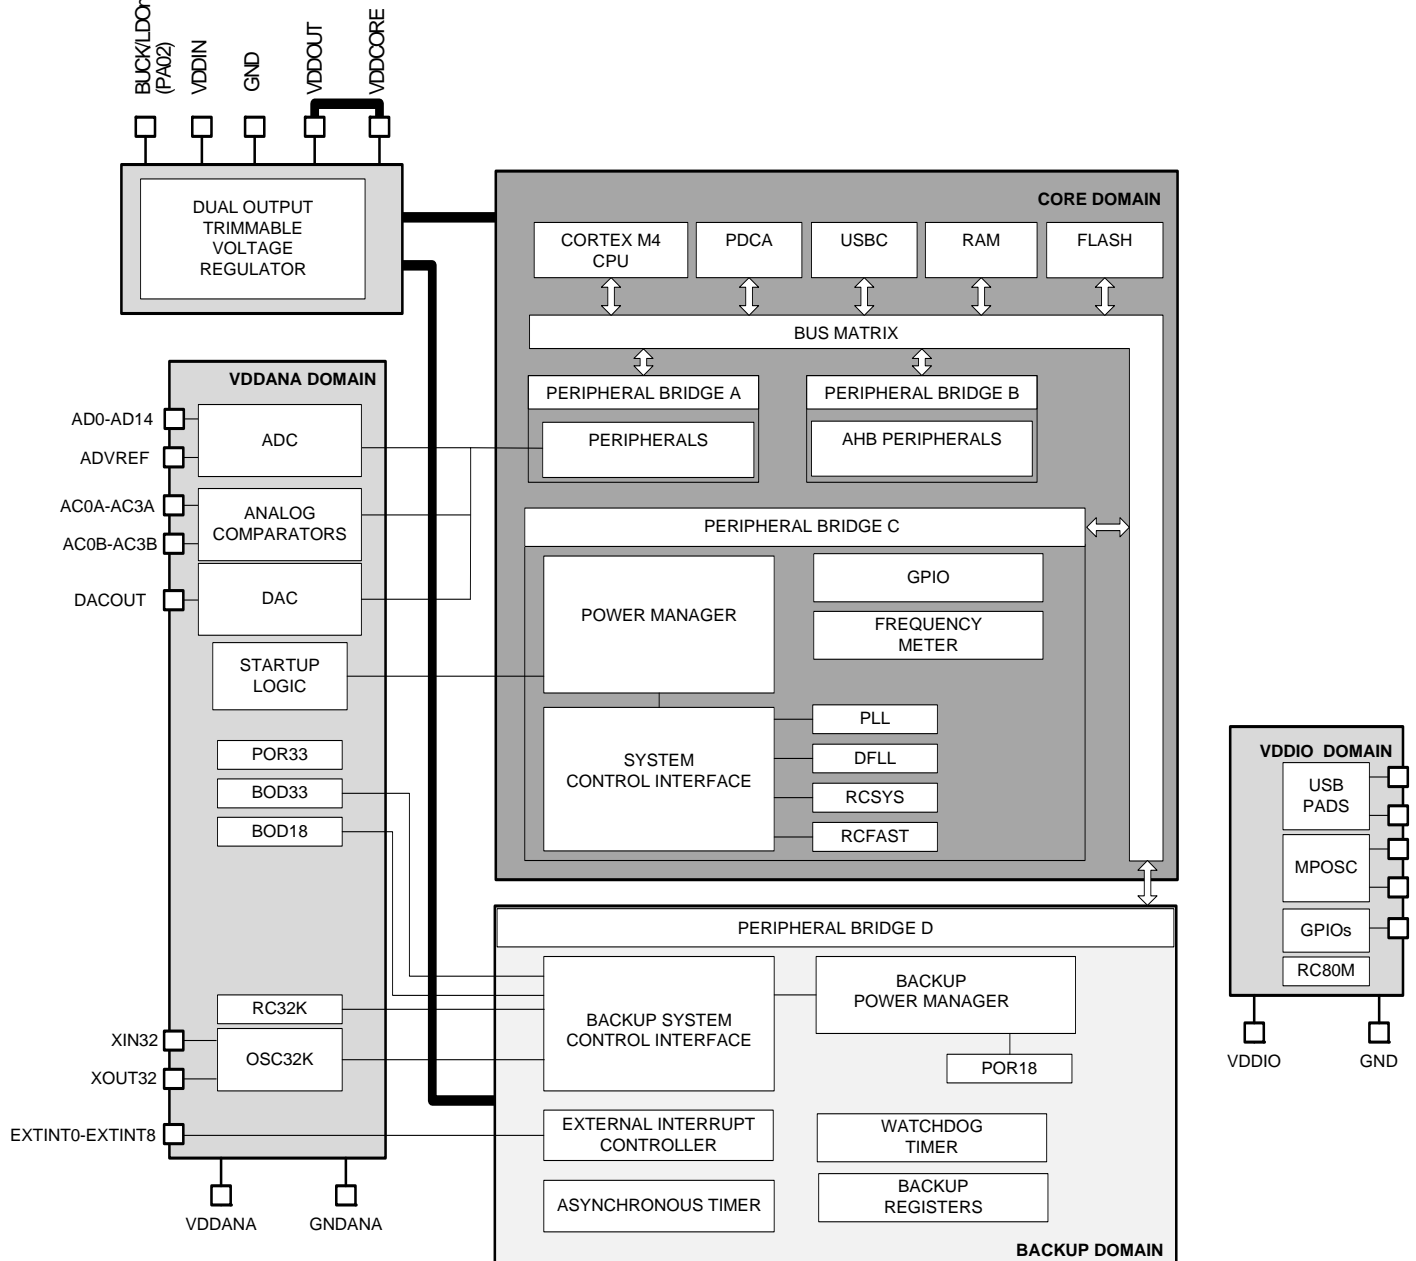 BUCK/LDOn
(PA02)
VDDIN
GND
VDDOUT
VDDCORE
DUAL OUTPUT
TRIMMABLE
VOLTAGE
REGULATOR
CORE DOMAIN
CORTEX M4
CPU
PDCA
USBC
RAM
FLASH
BUS MATRIX
PERIPHERAL BRIDGE A
PERIPHERALS
PERIPHERAL BRIDGE B
AHB PERIPHERALS
PERIPHERAL BRIDGE C
POWER MANAGER
GPIO
FREQUENCY
METER
SYSTEM
CONTROL INTERFACE
PLL
DFLL
RCSYS
RCFAST
VDDANA DOMAIN
AD0-AD14
ADVREF
ADC
AC0A-AC3A
AC0B-AC3B
ANALOG
COMPARATORS
DACOUT
DAC
STARTUP
LOGIC
POR33
BOD33
BOD18
RC32K
XIN32
XOUT32
OSC32K
EXTINT0-EXTINT8
VDDANA
GNDANA
PERIPHERAL BRIDGE D
BACKUP SYSTEM
CONTROL INTERFACE
BACKUP
POWER MANAGER
POR18
EXTERNAL INTERRUPT
CONTROLLER
WATCHDOG
TIMER
ASYNCHRONOUS TIMER
BACKUP
REGISTERS
BACKUP DOMAIN
VDDIO DOMAIN
USB
PADS
MPOSC
GPIOs
RC80M
VDDIO
GND